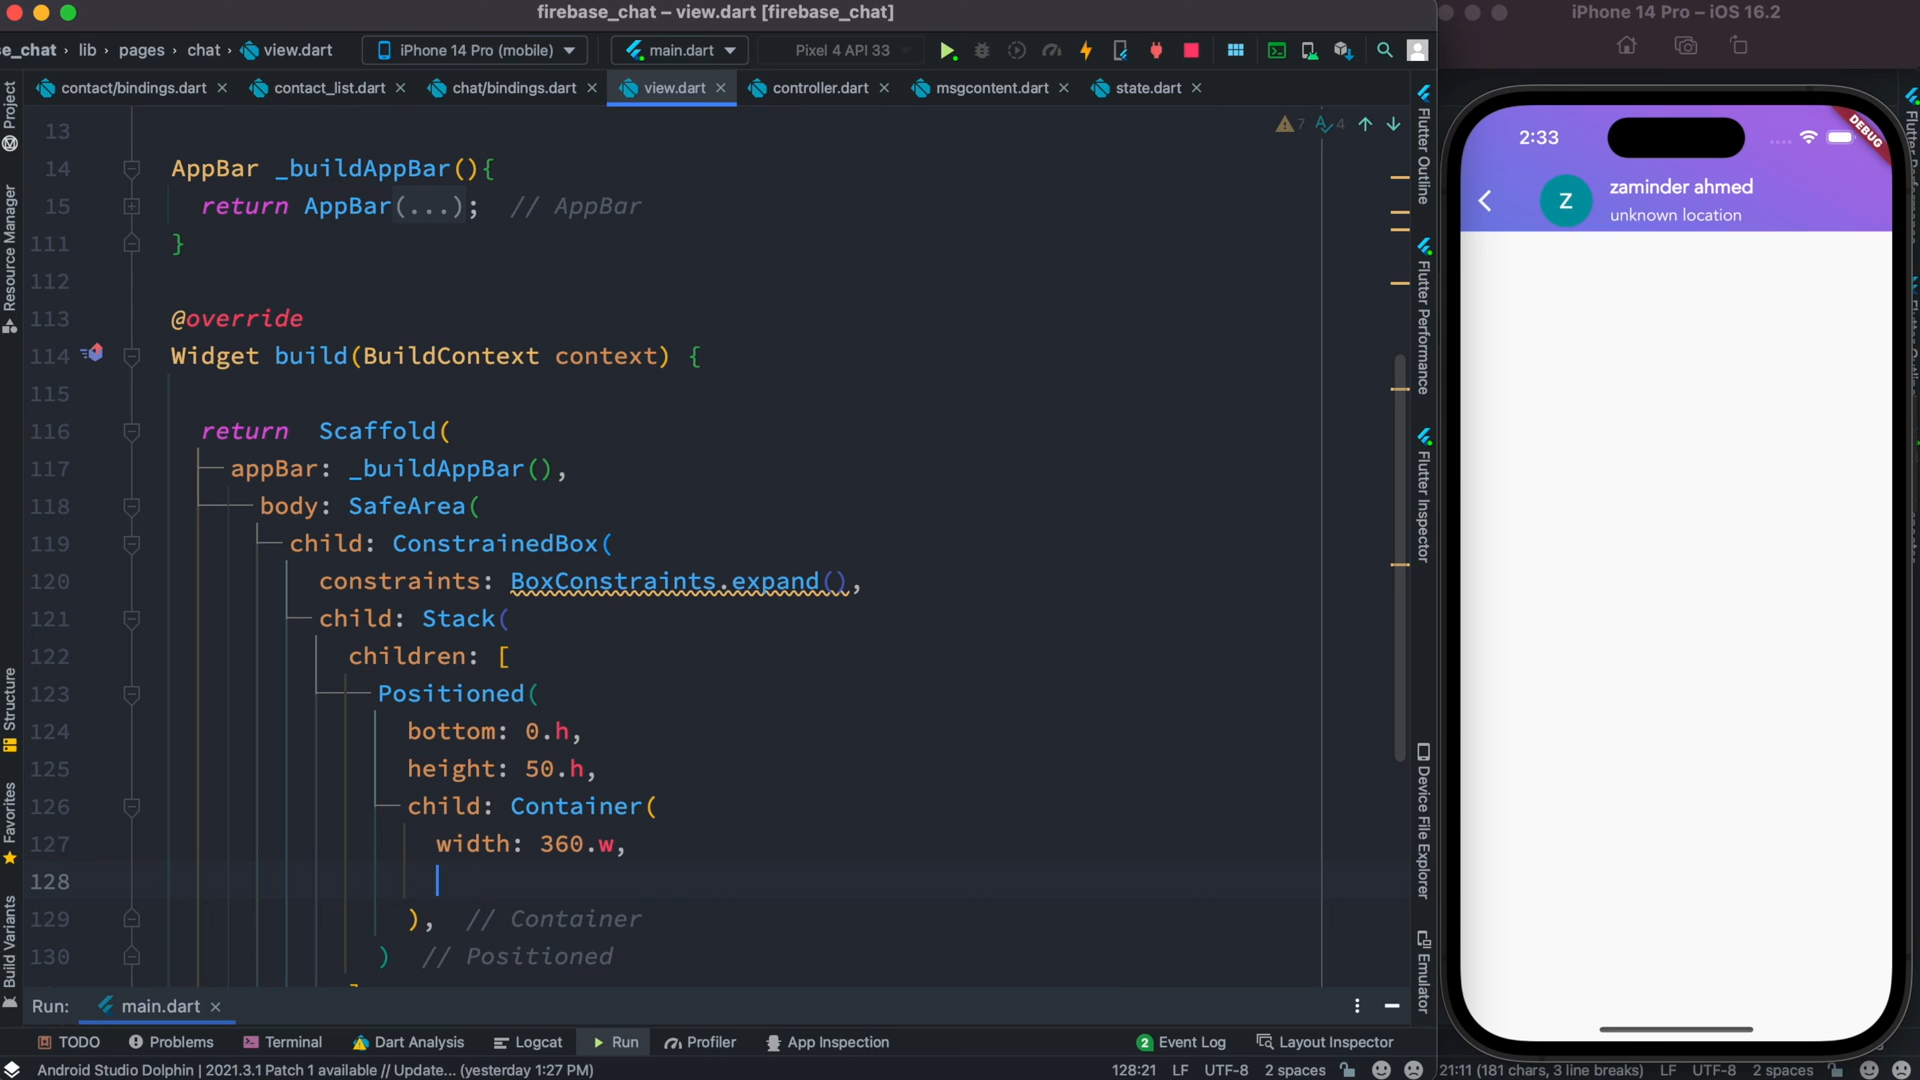 firebase_chat – view.dart [firebase_chat]
iPhone 14 Pro – iOS 16.2
se_chat › lib › pages › chat › view.dart
iPhone 14 Pro (mobile)
main.dart
Pixel 4 API 33
contact/bindings.dart
contact_list.dart
chat/bindings.dart
view.dart
controller.dart
msgcontent.dart
state.dart
Project
Resource Manager
Structure
Favorites
Build Variants
7
4
13
14 AppBar _buildAppBar(){
15 return AppBar(...); // AppBar
111 }
112
113 @override
114 Widget build(BuildContext context) {
115
116 return Scaffold(
117 appBar: _buildAppBar(),
118 body: SafeArea(
119 child: ConstrainedBox(
120 constraints: BoxConstraints.expand(),
121 child: Stack(
122 children: [
123 Positioned(
124 bottom: 0.h,
125 height: 50.h,
126 child: Container(
127 width: 360.w,
128
129 ), // Container
130 ) // Positioned
Flutter Outline
Flutter Performance
Flutter Inspector
Device File Explorer
Emulator
2:33
DEBUG
Z
zaminder ahmed
unknown location
Run: main.dart
TODO
Problems
Terminal
Dart Analysis
Logcat
Run
Profiler
App Inspection
2 Event Log
Layout Inspector
Android Studio Dolphin | 2021.3.1 Patch 1 available // Update... (yesterday 1:27 PM)
128:21 LF UTF-8 2 spaces
21:11 (181 chars, 3 line breaks) LF UTF-8 2 spaces